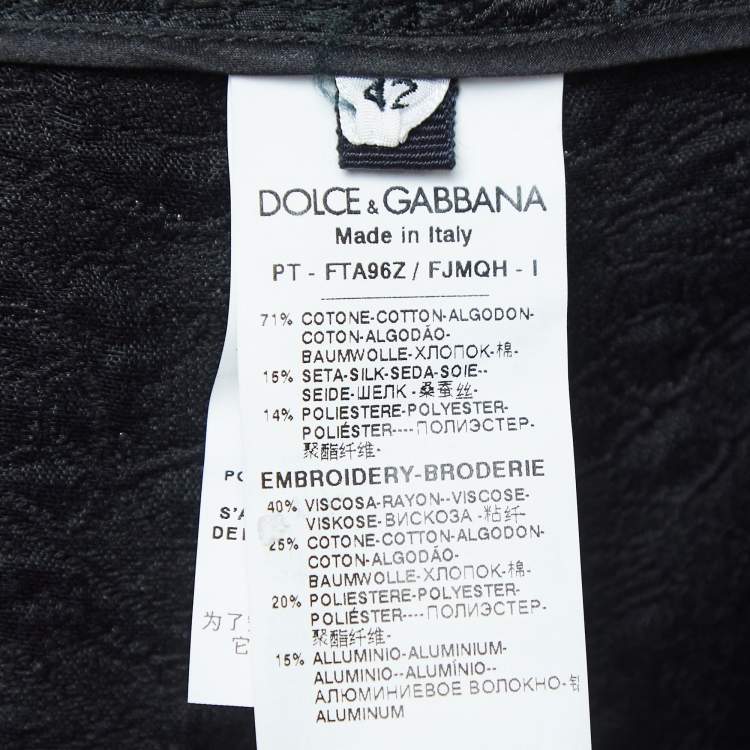 42
DOLCE & GABBANA
Made in Italy
PT - FTA96Z / FJMQH - I
71% COTONE-COTTON-ALGODON-
COTON-ALGODÃO-
BAUMWOLLE-ХЛОПОК-棉-
15% SETA-SILK-SEDA-SOIE--
SEIDE-ШЕЛК -桑蚕丝-
14% POLIESTERE-POLYESTER-
POLIÉSTER----ПОЛИЭСТЕР-
聚酯纤维-
EMBROIDERY-BRODERIE
40% VISCOSA-RAYON--VISCOSE-
VISKOSE-ВИСКОЗА -粘纤-
25% COTONE-COTTON-ALGODON-
COTON-ALGODÃO-
BAUMWOLLE-ХЛОПОК-棉-
20% POLIESTERE-POLYESTER-
POLIÉSTER----ПОЛИЭСТЕР-
聚酯纤维-
15% ALLUMINIO-ALUMINIUM-
ALUMINIO--ALUMÍNIO--
АЛЮМИНИЕВОЕ ВОЛОКНО-
ALUMINUM
PO
S'A
DEI
为了
它